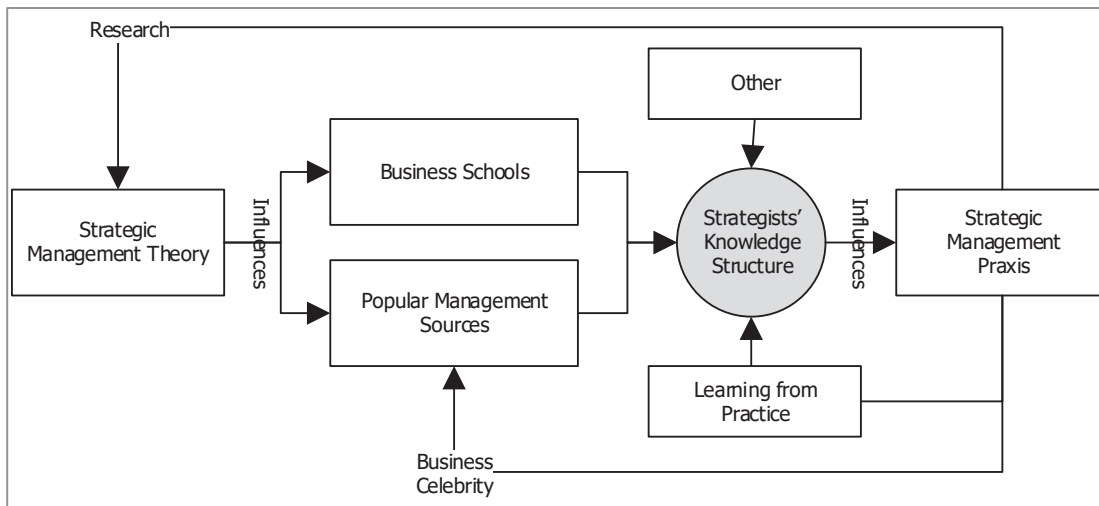 Research
Other
Business Schools
Strategic
Management Theory
Influences
Popular Management
Sources
Strategists’
Knowledge
Structure
Influences
Strategic
Management
Praxis
Learning from
Practice
Business
Celebrity